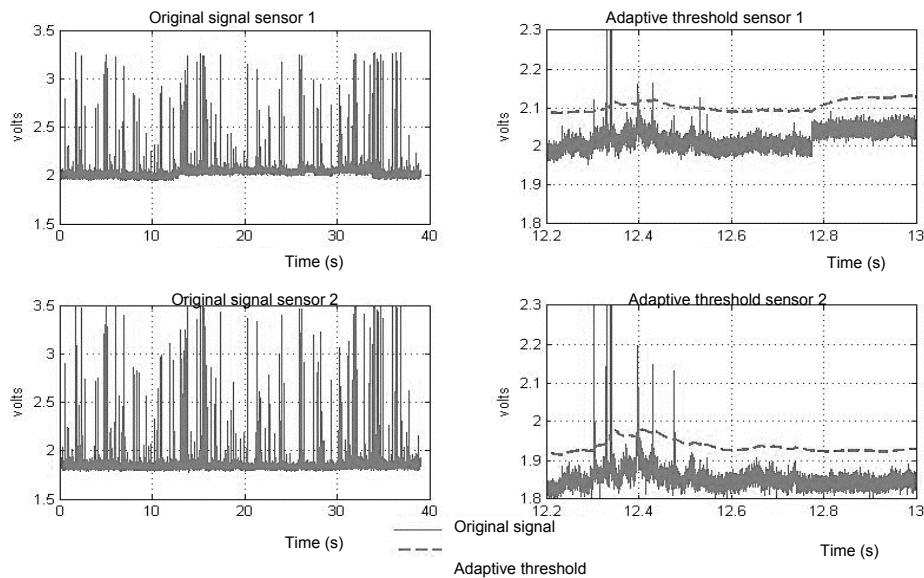 Original signal sensor 1
3.5
3
2.5
2
1.5
volts
0 10 20 30 40
Time (s)
Adaptive threshold sensor 1
2.3
2.2
2.1
2
1.9
1.8
volts
12.2 12.4 12.6 12.8 13
Time (s)
Original signal sensor 2
3.5
3
2.5
2
1.5
volts
0 10 20 30 40
Time (s)
Adaptive threshold sensor 2
2.3
2.2
2.1
2
1.9
1.8
volts
12.2 12.4 12.6 12.8 13
Time (s)
Original signal
Adaptive threshold